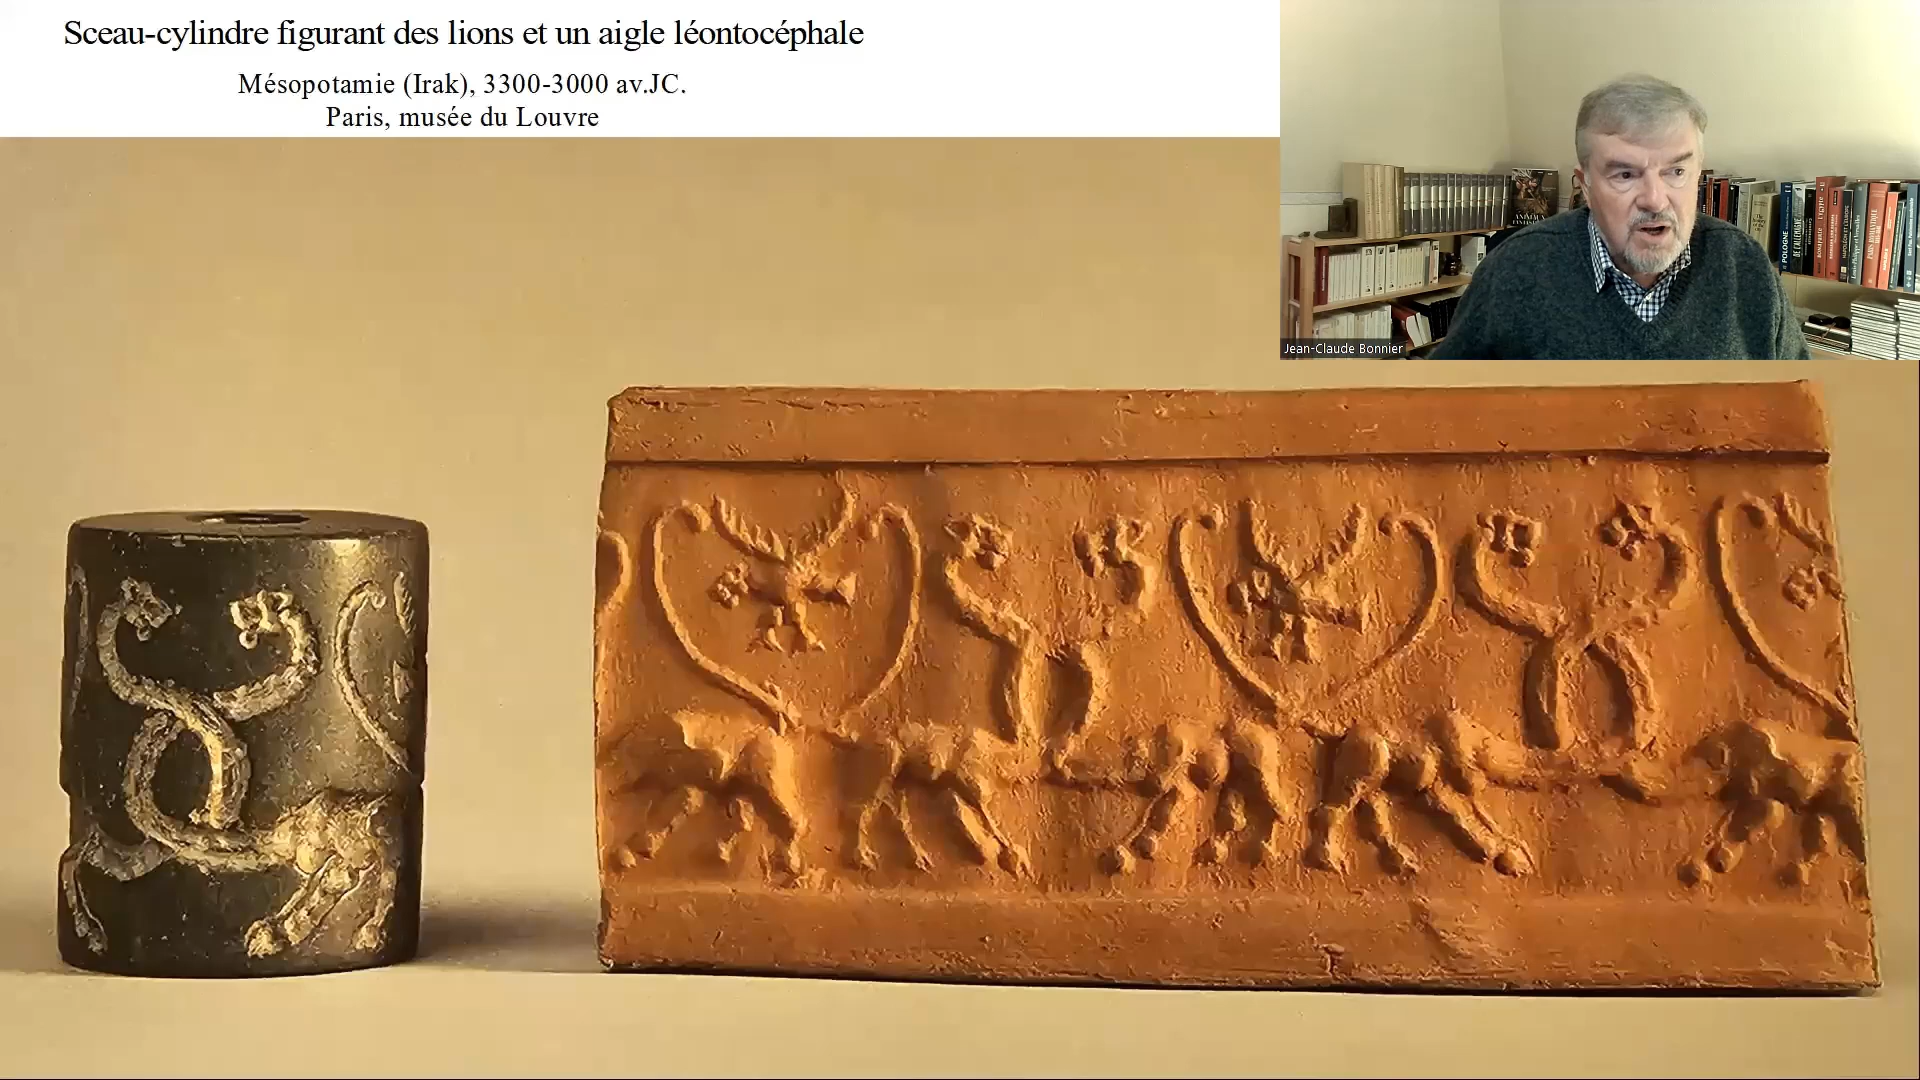 Sceau-cylindre figurant des lions et un aigle léontocéphale
Mésopotamie (Irak), 3300-3000 av.JC.
Paris, musée du Louvre
Jean-Claude Bonnier
POLOGNE